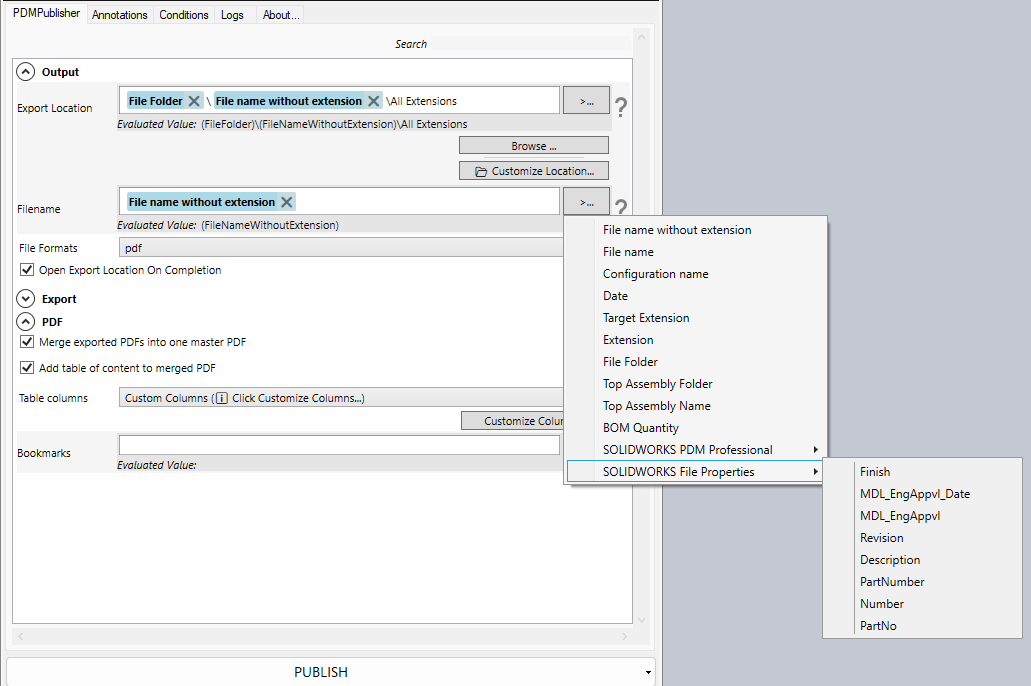 PDMPublisher Annotations Conditions Logs About...
Search
Output
Export Location File Folder \ File name without extension \All Extensions >... ?
Evaluated Value: (FileFolder)\(FileNameWithoutExtension)\All Extensions
Browse ...
Customize Location...
Filename File name without extension >... ?
Evaluated Value: (FileNameWithoutExtension)
File Formats pdf
Open Export Location On Completion
Export
PDF
Merge exported PDFs into one master PDF
Add table of content to merged PDF
Table columns Custom Columns (i Click Customize Columns...)
Customize Colur
Bookmarks
Evaluated Value:
File name without extension
File name
Configuration name
Date
Target Extension
Extension
File Folder
Top Assembly Folder
Top Assembly Name
BOM Quantity
SOLIDWORKS PDM Professional
SOLIDWORKS File Properties
Finish
MDL_EngAppvl_Date
MDL_EngAppvl
Revision
Description
PartNumber
Number
PartNo
PUBLISH